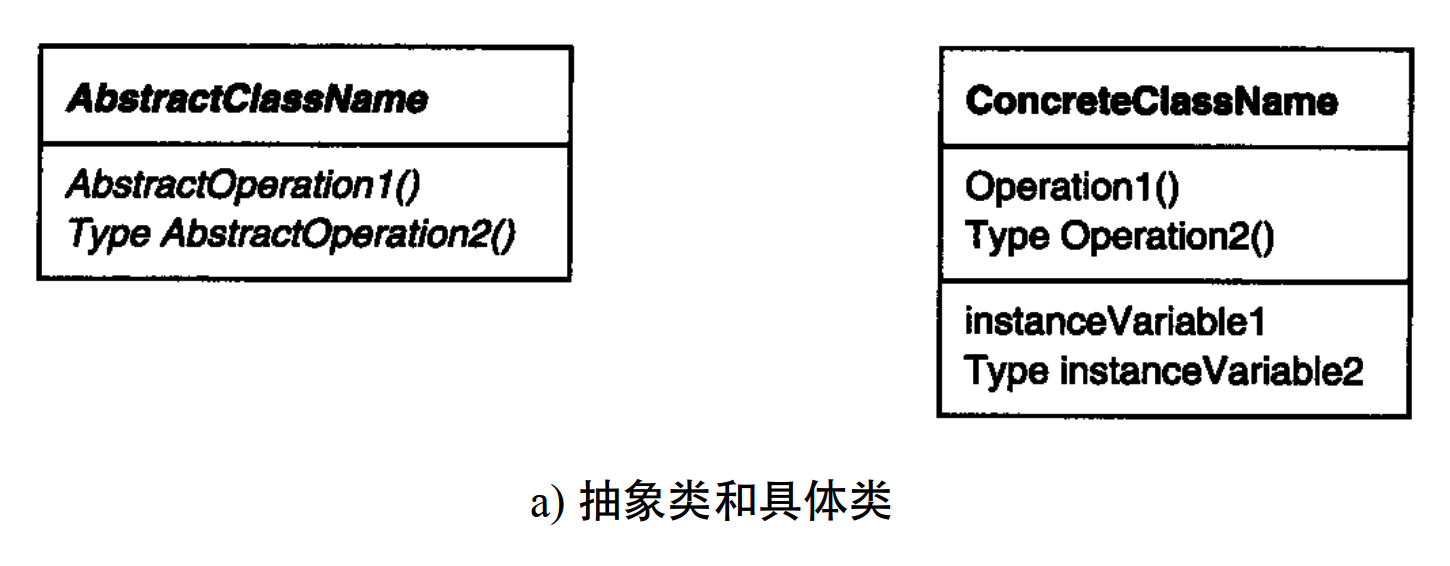 AbstractClassName
AbstractOperation1()
Type AbstractOperation2()
ConcreteClassName
Operation1()
Type Operation2()
instanceVariable1
Type instanceVariable2
a) 抽象类和具体类